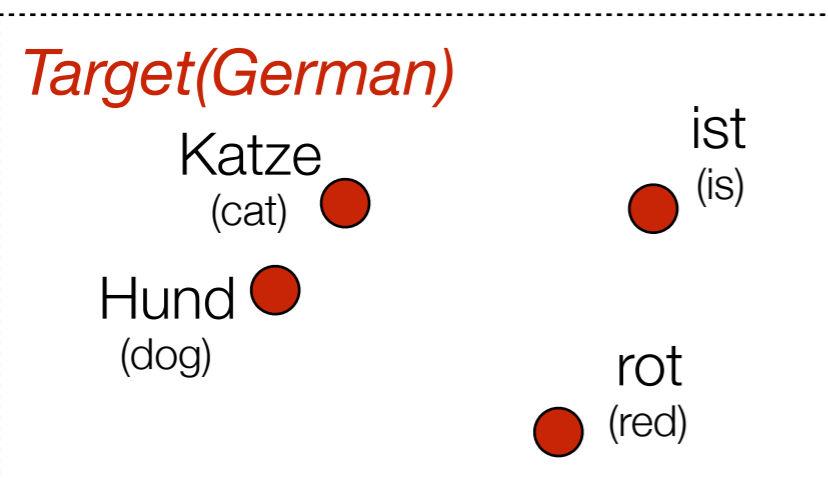 Target(German)
Katze
(cat)
ist
(is)
Hund
(dog)
rot
(red)